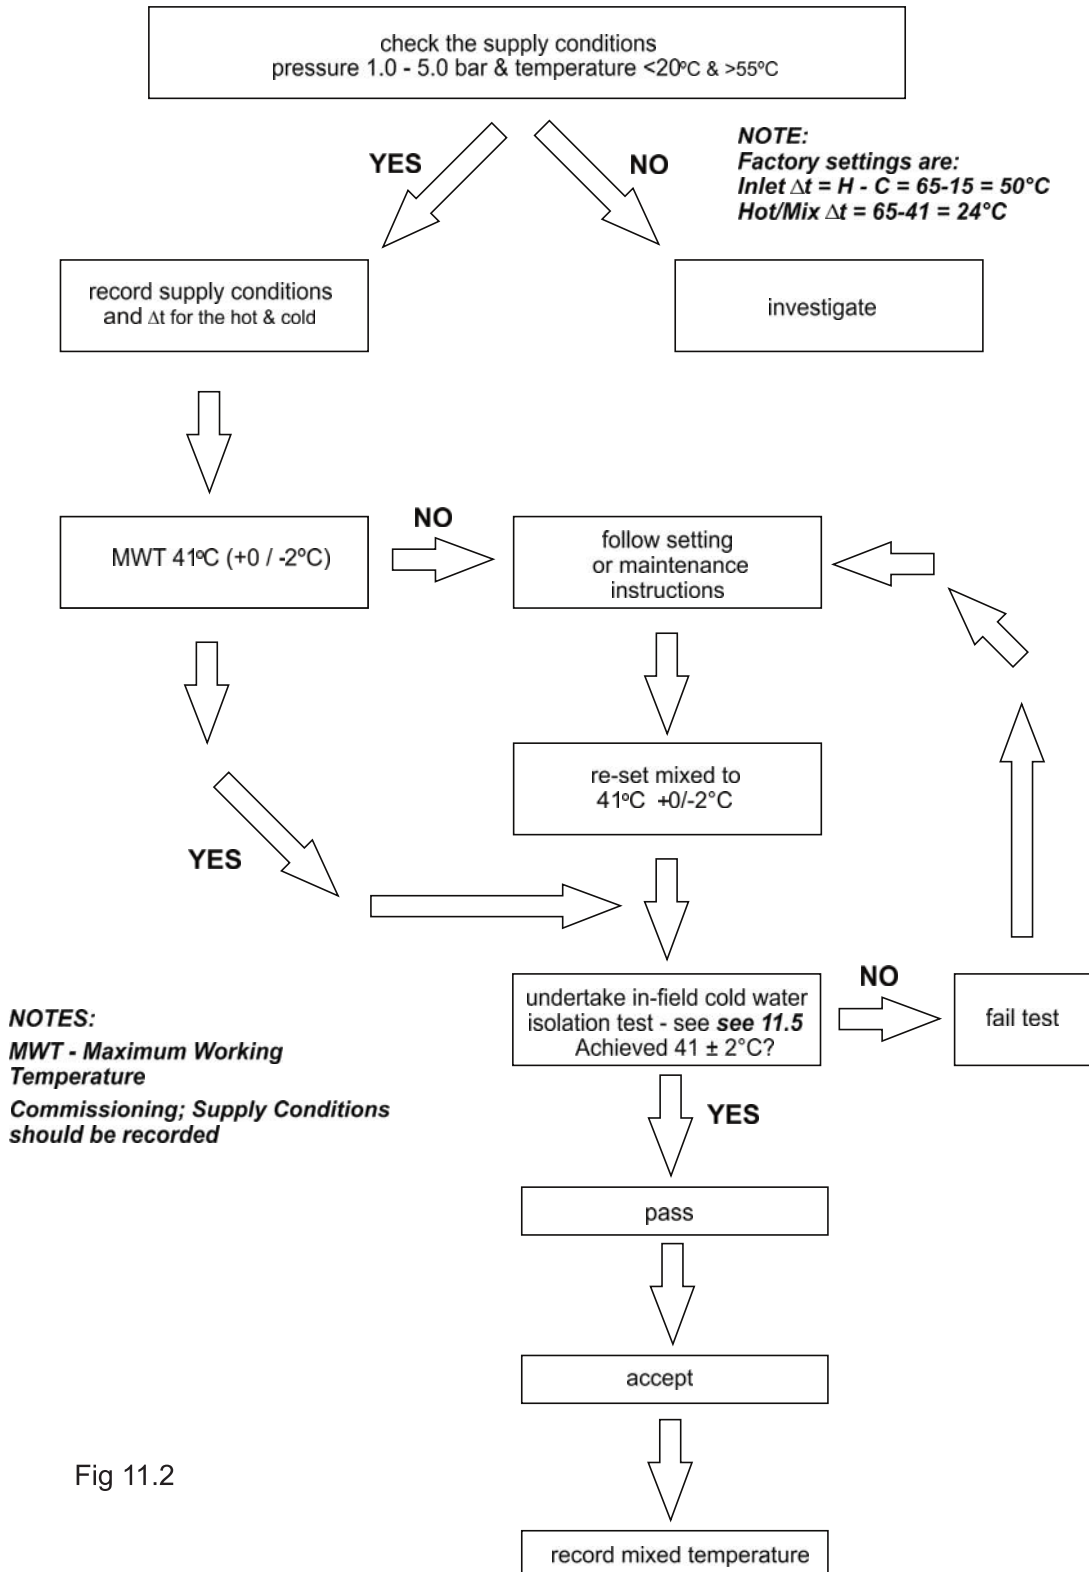 check the supply conditions
pressure 1.0 - 5.0 bar & temperature <20ºC & >55ºC
YES
NO
NOTE:
Factory settings are:
Inlet Δt = H - C = 65-15 = 50°C
Hot/Mix Δt = 65-41 = 24°C
record supply conditions
and Δt for the hot & cold
investigate
MWT 41ºC (+0 / -2ºC)
NO
follow setting
or maintenance
instructions
re-set mixed to
41ºC +0/-2°C
YES
undertake in-field cold water
isolation test - see see 11.5
Achieved 41 ± 2°C?
NO
fail test
NOTES:
MWT - Maximum Working
Temperature
Commissioning; Supply Conditions
should be recorded
YES
pass
accept
Fig 11.2
record mixed temperature